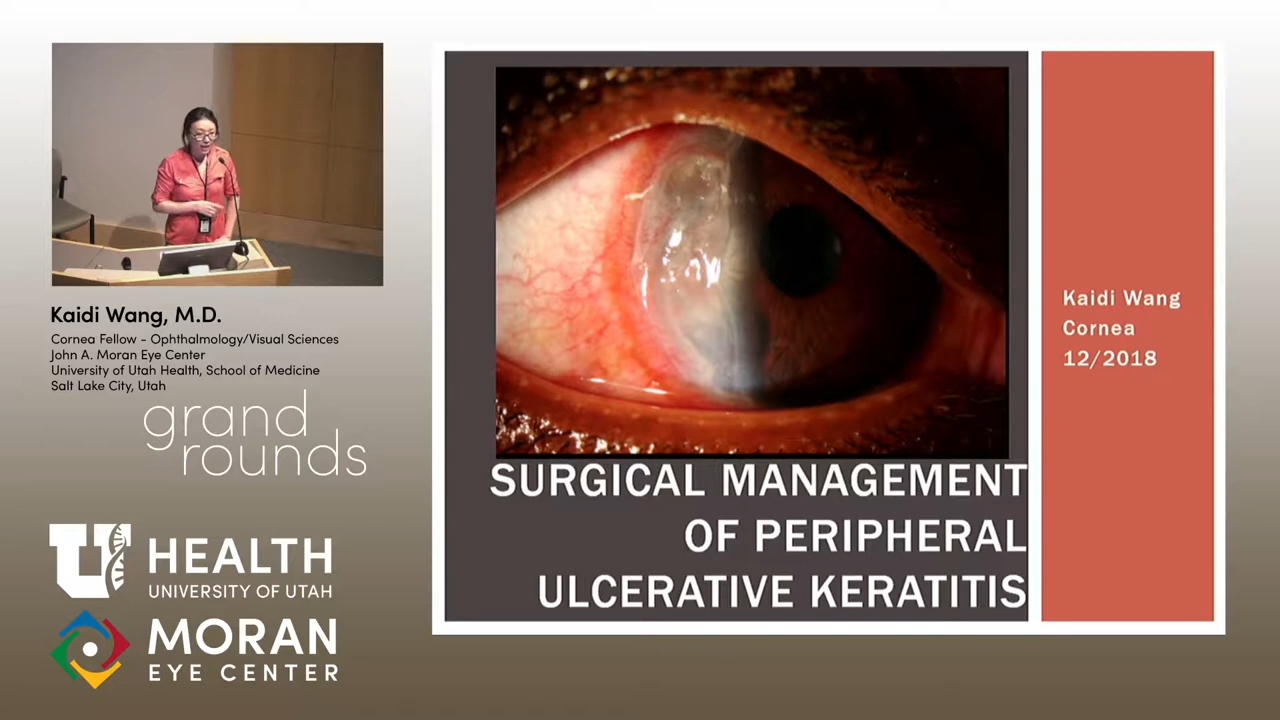 Kaidi Wang, M.D.
Cornea Fellow - Ophthalmology/Visual Sciences
John A. Moran Eye Center
University of Utah Health, School of Medicine
Salt Lake City, Utah
grand
rounds
U
HEALTH
UNIVERSITY OF UTAH
MORAN
EYE CENTER
SURGICAL MANAGEMENT
OF PERIPHERAL
ULCERATIVE KERATITIS
Kaidi Wang
Cornea
12/2018